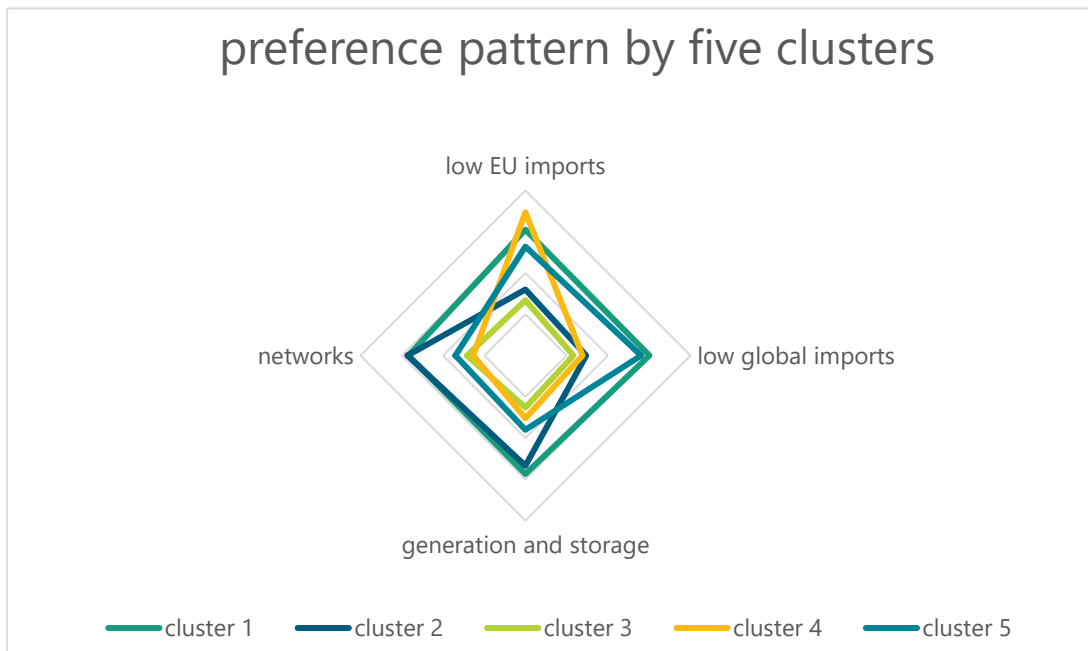 preference pattern by five clusters
low EU imports
networks
low global imports
generation and storage
cluster 1
cluster 2
cluster 3
cluster 4
cluster 5